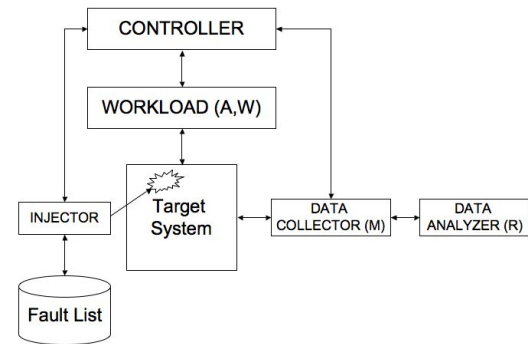 CONTROLLER
WORKLOAD (A,W)
Target
System
INJECTOR
DATA
COLLECTOR (M)
DATA
ANALYZER (R)
Fault List